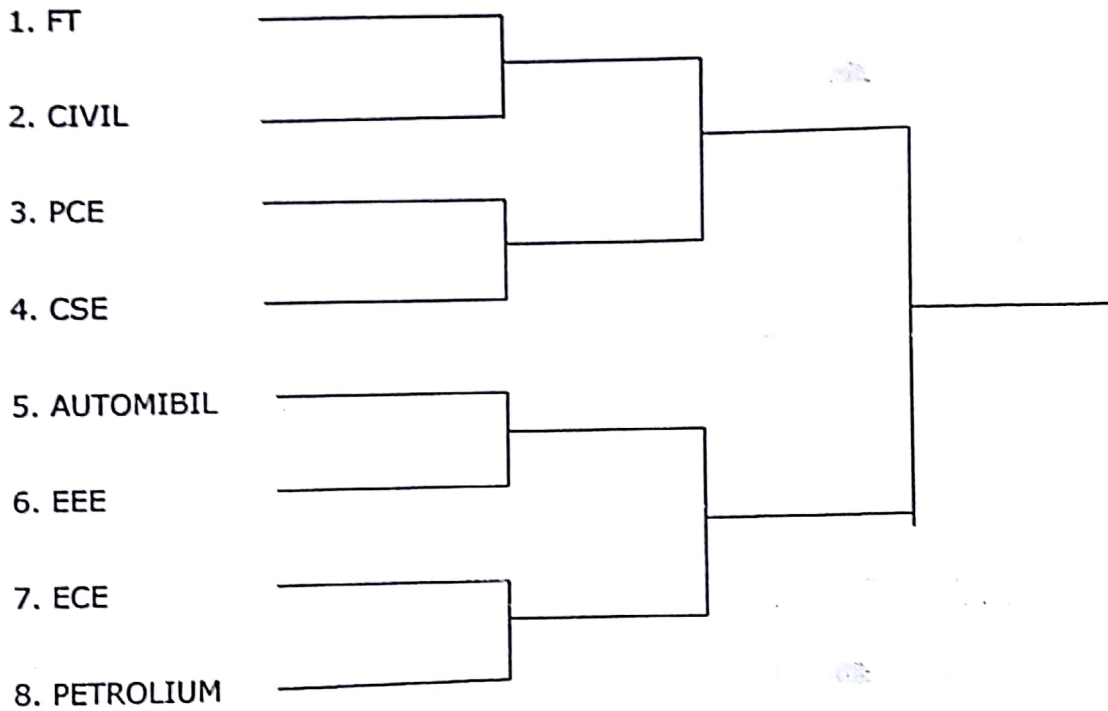 1. FT
2. CIVIL
3. PCE
4. CSE
5. AUTOMIBIL
6. EEE
7. ECE
8. PETROLIUM